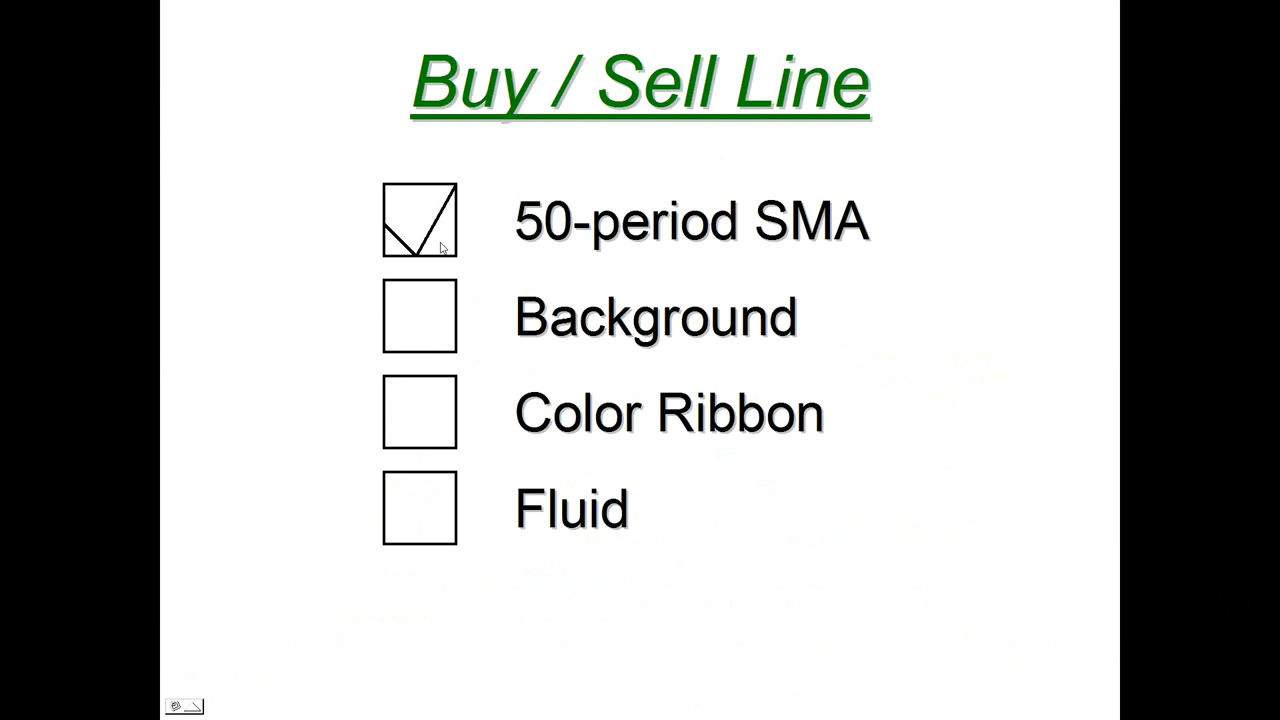 Buy / Sell Line
50-period SMA
Background
Color Ribbon
Fluid